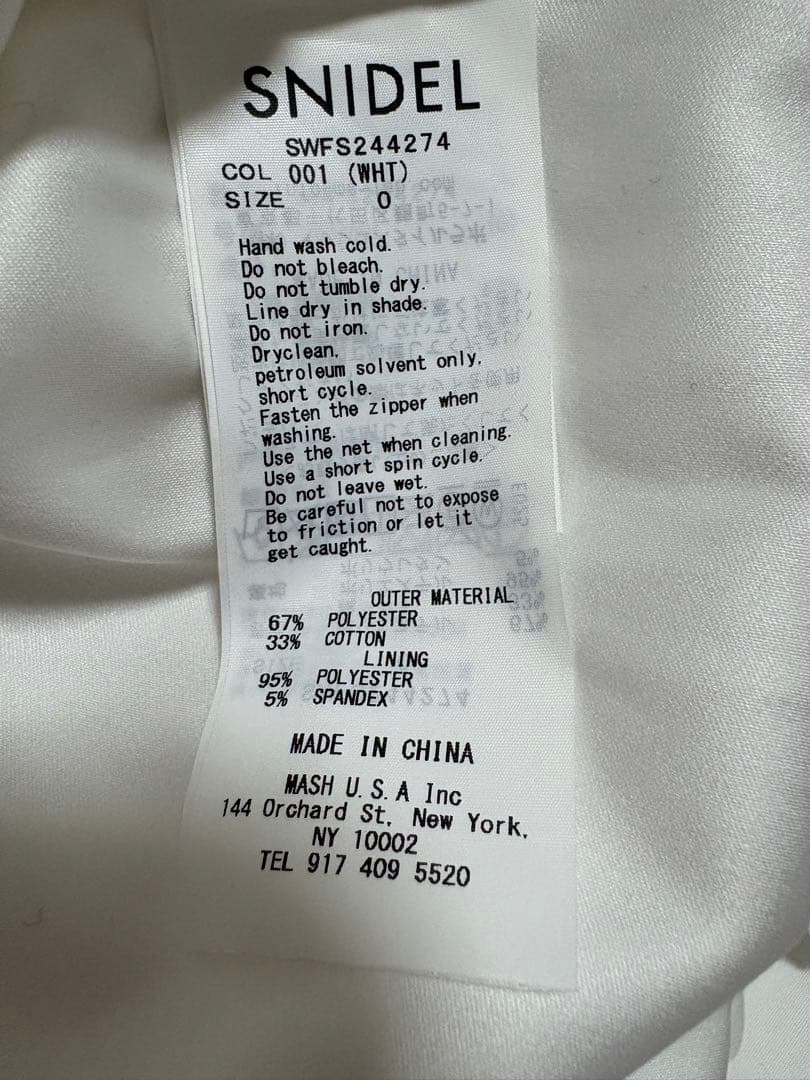 SNIDEL
SWFS244274
COL 001 (WHT)
SIZE 0
Hand wash cold.
Do not bleach.
Do not tumble dry.
Line dry in shade.
Do not iron.
Dryclean,
petroleum solvent only,
short cycle.
Fasten the zipper when
washing.
Use the net when cleaning.
Use a short spin cycle.
Do not leave wet.
Be careful not to expose
to friction or let it
get caught.
OUTER MATERIAL
67% POLYESTER
33% COTTON
LINING
95% POLYESTER
5% SPANDEX
MADE IN CHINA
MASH U.S.A Inc
144 Orchard St, New York,
NY 10002
TEL 917 409 5520